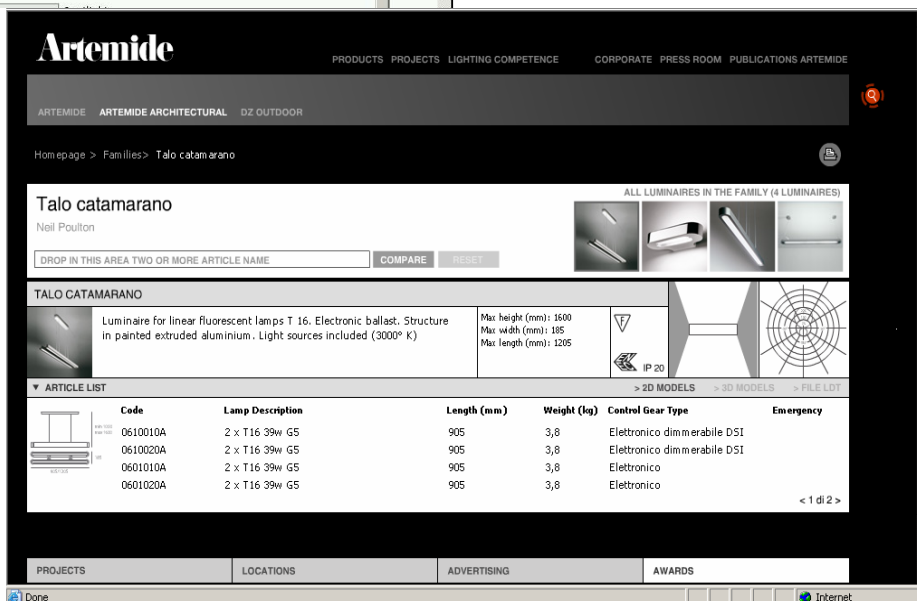 Artemide
PRODUCTS PROJECTS LIGHTING COMPETENCE CORPORATE PRESS ROOM PUBLICATIONS ARTEMIDE
ARTEMIDE ARTEMIDE ARCHITECTURAL DZ OUTDOOR
Homepage > Families> Talo catamarano
ALL LUMINAIRES IN THE FAMILY (4 LUMINAIRES)
Talo catamarano
Neil Poulton
DROP IN THIS AREA TWO OR MORE ARTICLE NAME COMPARE RESET
TALO CATAMARANO
Luminaire for linear fluorescent lamps T 16. Electronic ballast. Structure
in painted extruded aluminium. Light sources included (3000° K)
Max height (mm): 1600
Max width (mm): 185
Max length (mm): 1205
F
IP 20
▼ ARTICLE LIST > 2D MODELS > 3D MODELS > FILE LDT
Code Lamp Description Length (mm) Weight (kg) Control Gear Type Emergency
0610010A 2 x T16 39w G5 905 3,8 Elettronico dimmerabile DSI
0610020A 2 x T16 39w G5 905 3,8 Elettronico dimmerabile DSI
0601010A 2 x T16 39w G5 905 3,8 Elettronico
0601020A 2 x T16 39w G5 905 3,8 Elettronico
< 1 di 2 >
PROJECTS LOCATIONS ADVERTISING AWARDS
Done Internet